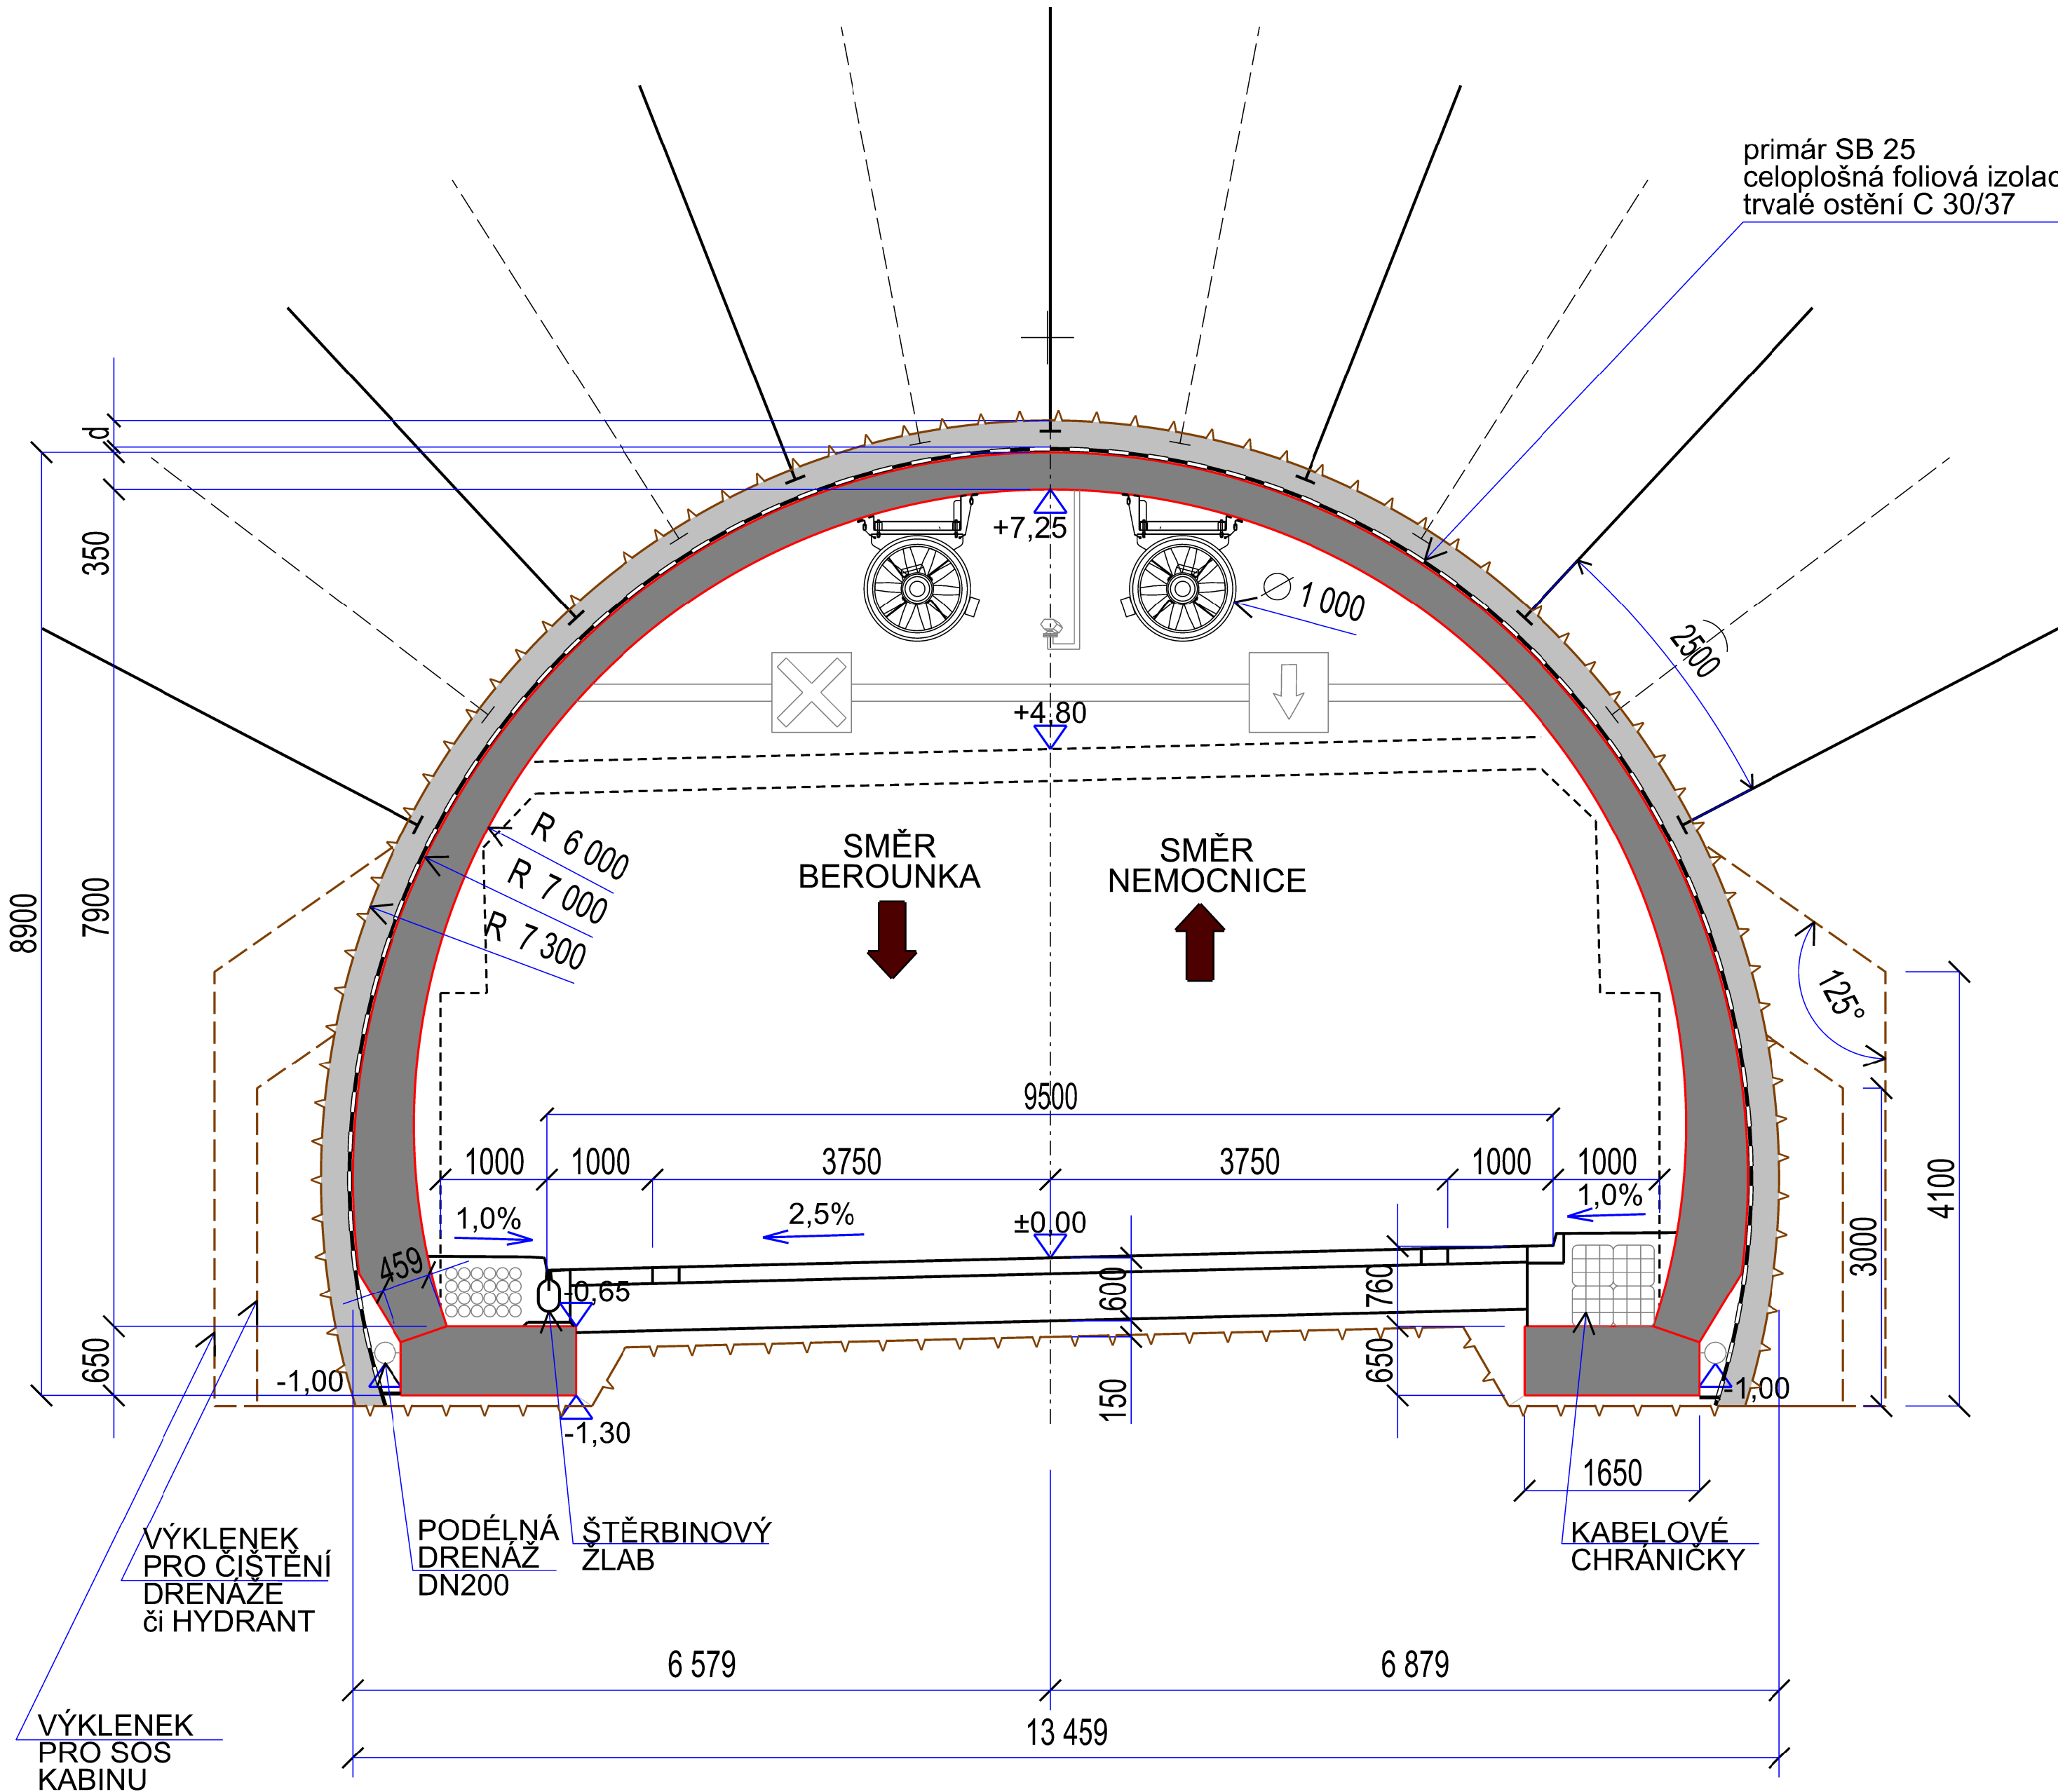 primár SB 25
celoplošná foliová izolac
trvalé ostění C 30/37
d
350
7900
8900
650
+7,25
1 000
2500
+4,80
R 6 000
R 7 000
R 7 300
SMĚR
BEROUNKA
SMĚR
NEMOCNICE
125°
4100
3000
9500
1000
1000
3750
3750
1000
1000
1,0%
2,5%
±0,00
1,0%
459
-0,65
600
760
650
150
-1,00
-1,00
-1,30
1650
VÝKLENEK
PRO ČIŠTĚNÍ
DRENÁŽE
či HYDRANT
PODÉLNÁ
DRENÁŽ
DN200
ŠTĚRBINOVÝ
ŽLAB
KABELOVÉ
CHRÁNIČKY
6 579
6 879
13 459
VÝKLENEK
PRO SOS
KABINU